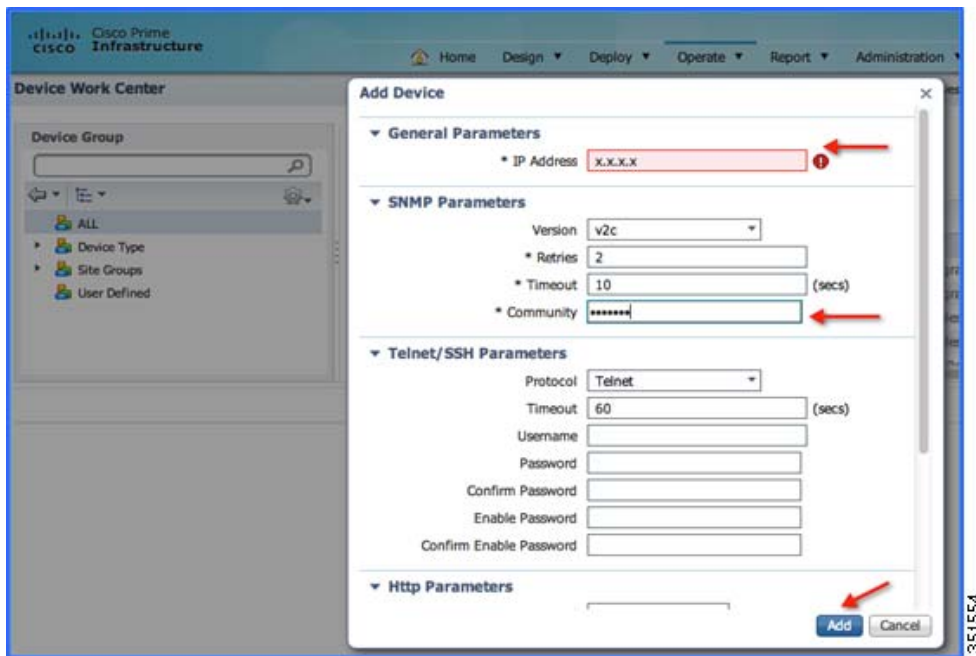 Cisco Prime
CISCO Infrastructure
Home Design Deploy Operate Report Administration
Device Work Center
Device Group
ALL
Device Type
Site Groups
User Defined
Add Device
General Parameters
* IP Address x.x.x.x
SNMP Parameters
Version v2c
* Retries 2
* Timeout 10 (secs)
* Community •••••••
Telnet/SSH Parameters
Protocol Telnet
Timeout 60 (secs)
Username
Password
Confirm Password
Enable Password
Confirm Enable Password
Http Parameters
Add Cancel
351554